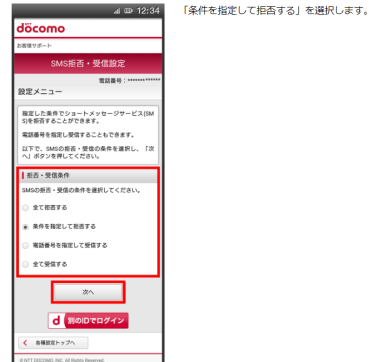 12:34
döcomo
お客様サポート
SMS拒否・受信設定
電話番号：***********
設定メニュー
指定した条件でショートメッセージサービス(SM
S)を拒否することができます。
電話番号を指定し受信することもできます。
以下で、SMSの拒否・受信の条件を選択し、「次
へ」ボタンを押してください。
拒否・受信条件
SMSの拒否・受信の条件を選択してください。
全て拒否する
条件を指定して拒否する
電話番号を指定して受信する
全て受信する
次へ
d 別のIDでログイン
各種設定トップへ
© NTT DOCOMO, INC. All Rights Reserved.
「条件を指定して拒否する」を選択します。